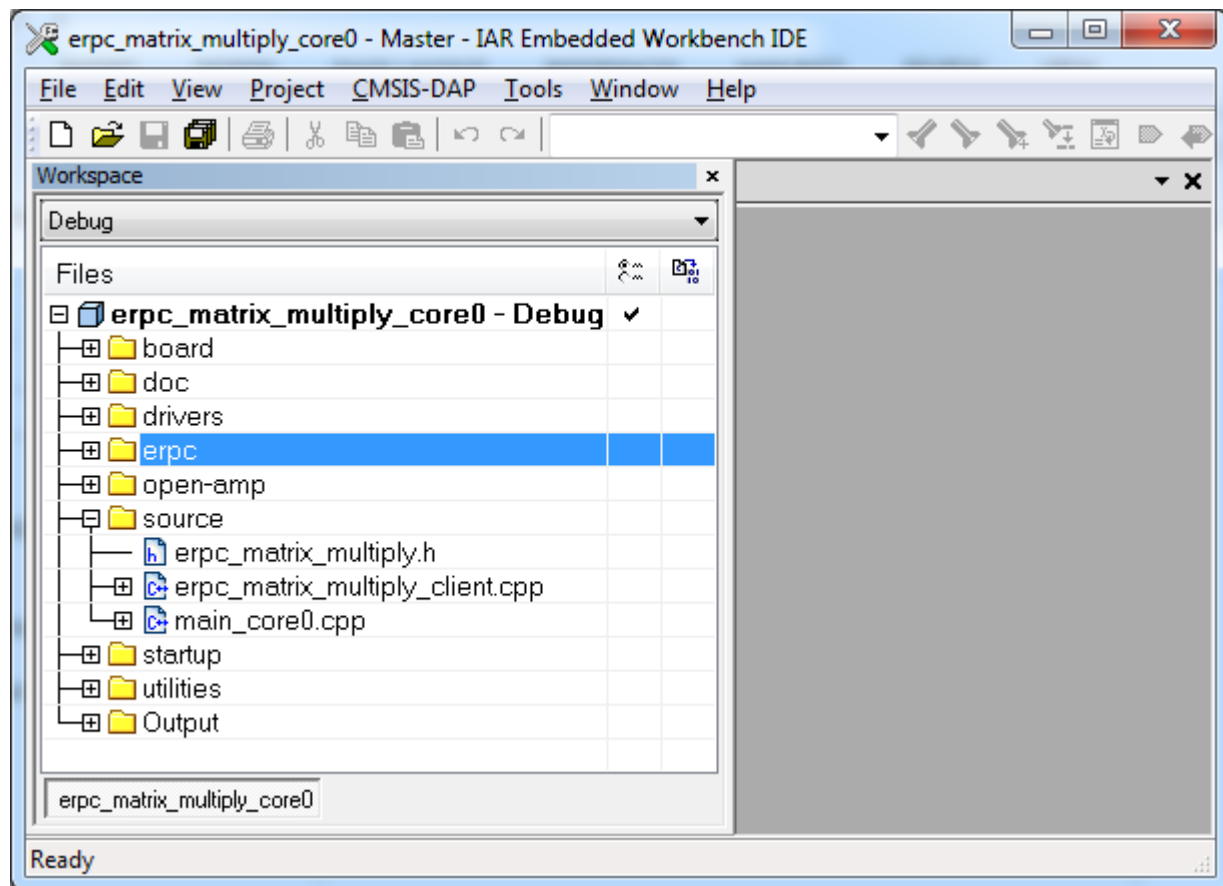 erpc_matrix_multiply_core0 - Master - IAR Embedded Workbench IDE
File Edit View Project CMSIS-DAP Tools Window Help
Workspace
Debug
Files
erpc_matrix_multiply_core0 - Debug
board
doc
drivers
erpc
open-amp
source
erpc_matrix_multiply.h
erpc_matrix_multiply_client.cpp
main_core0.cpp
startup
utilities
Output
erpc_matrix_multiply_core0
Ready